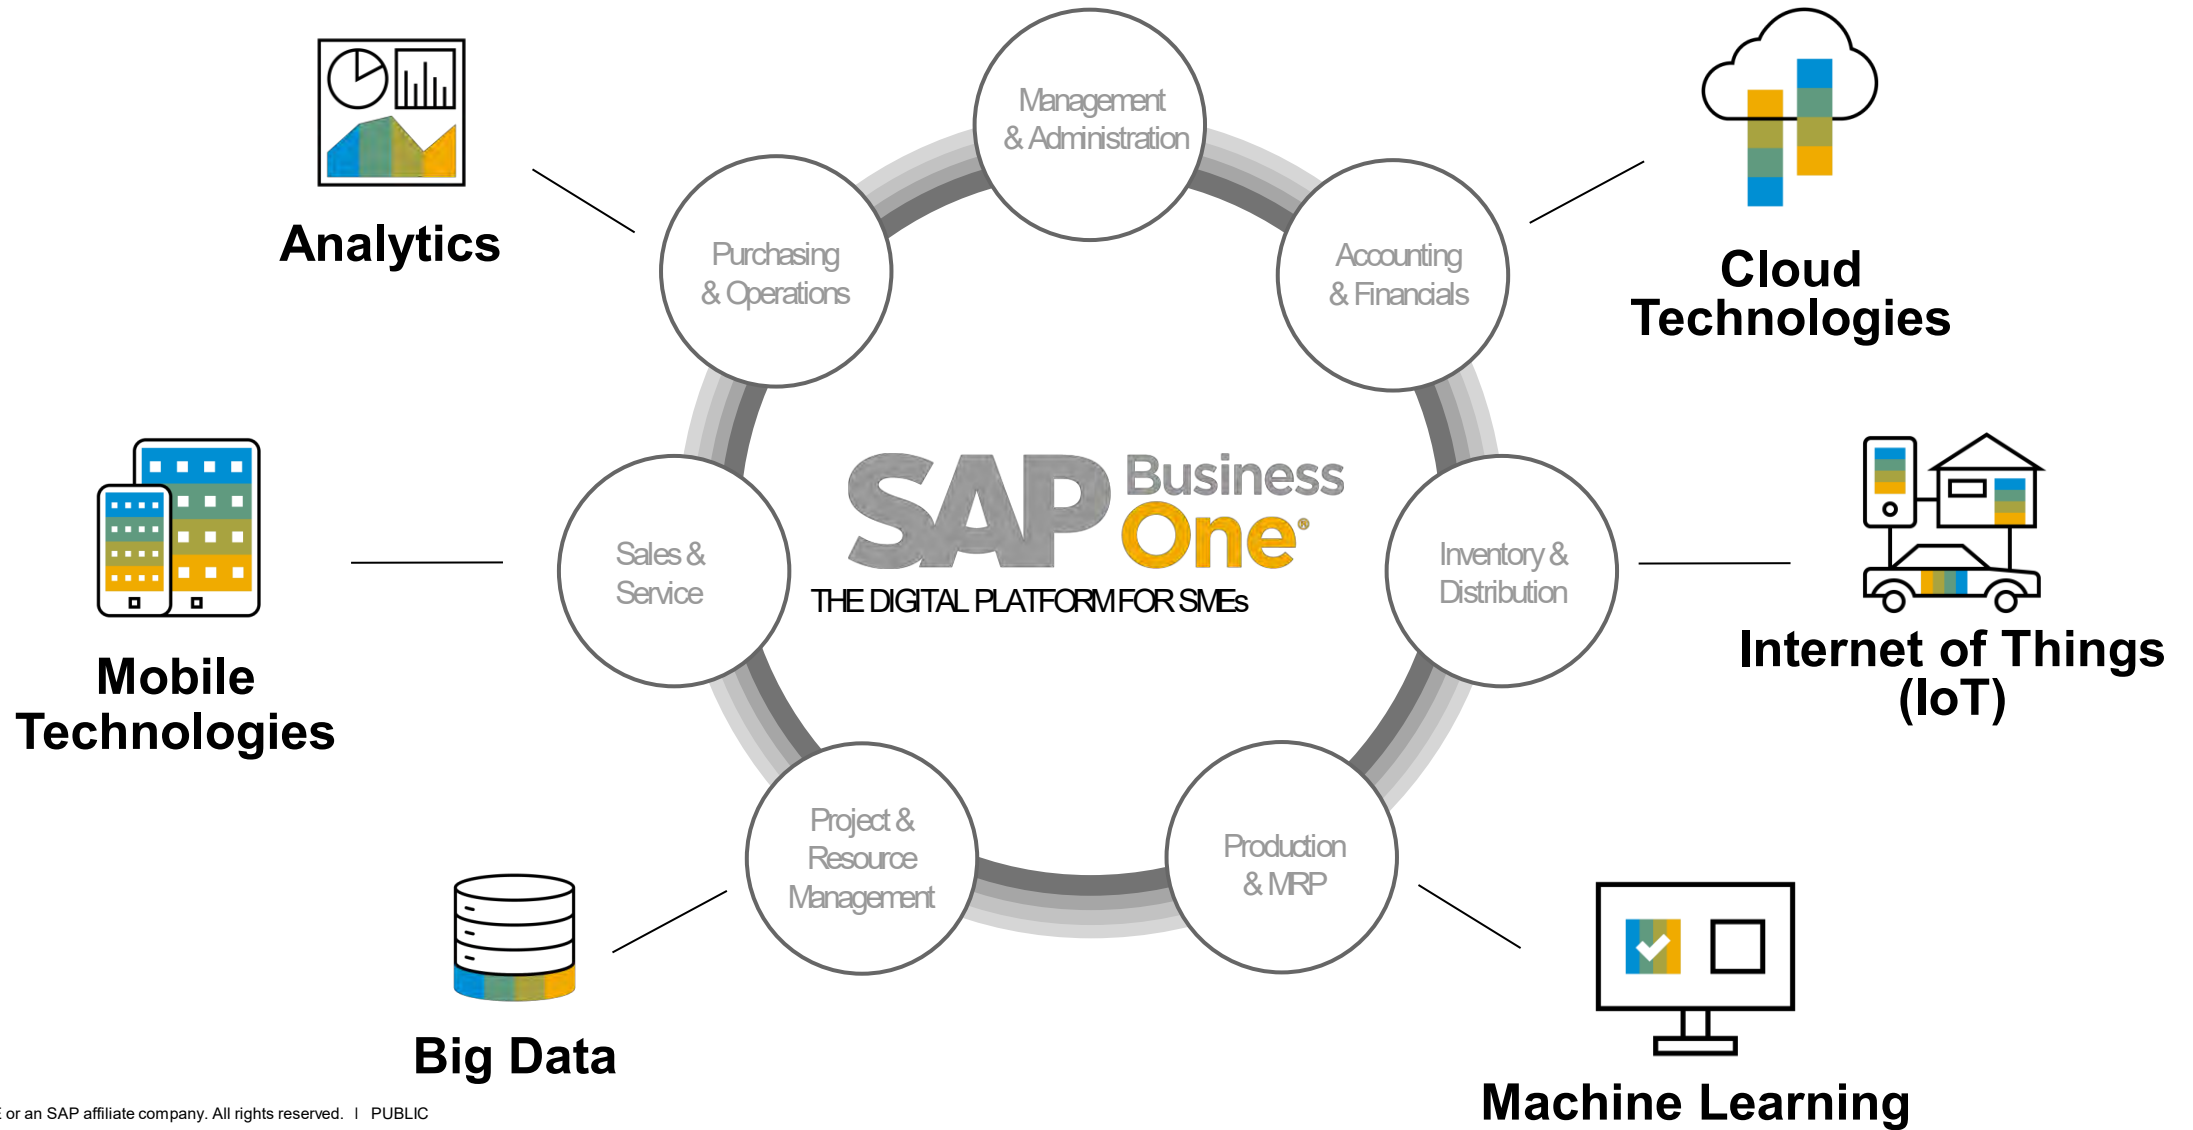 Management
& Administration
Analytics
Purchasing
& Operations
Accounting
& Financials
Cloud
Technologies
SAP Business
One®
THE DIGITAL PLATFORM FOR SMEs
Sales &
Service
Inventory &
Distribution
Mobile
Technologies
Internet of Things
(IoT)
Project &
Resource
Management
Production
& MRP
Big Data
Machine Learning
or an SAP affiliate company. All rights reserved. ǀ PUBLIC